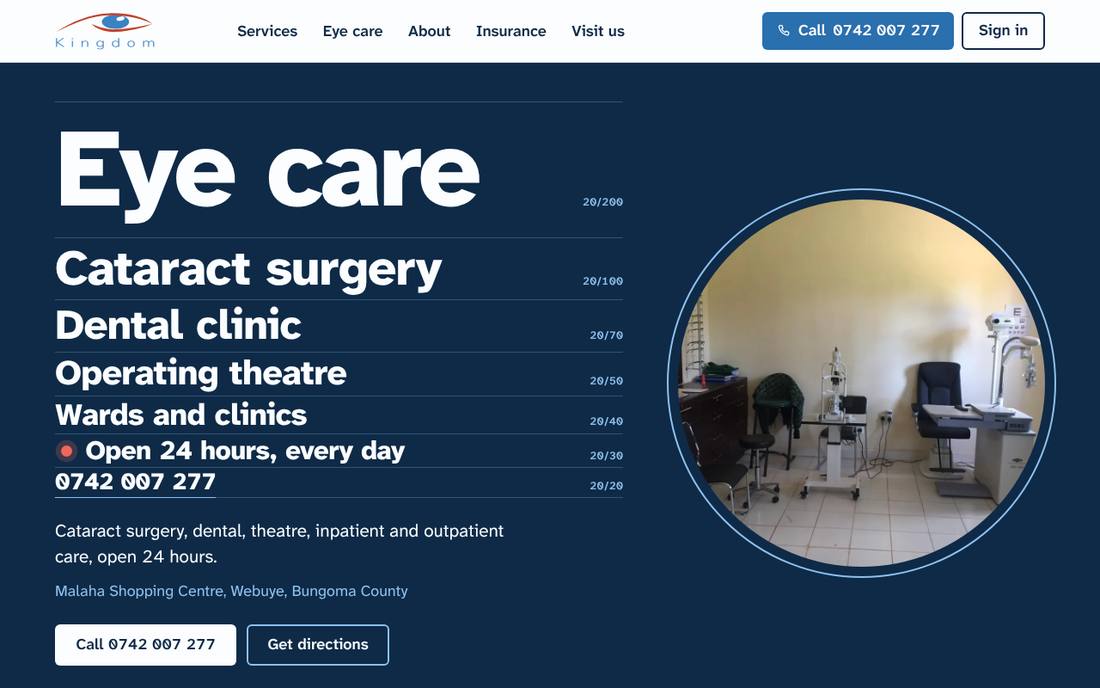 Kingdom
Services Eye care About Insurance Visit us
Call 0742 007 277
Sign in
Eye care 20/200
Cataract surgery 20/100
Dental clinic 20/70
Operating theatre 20/50
Wards and clinics 20/40
Open 24 hours, every day 20/30
0742 007 277 20/20
Cataract surgery, dental, theatre, inpatient and outpatient
care, open 24 hours.
Malaha Shopping Centre, Webuye, Bungoma County
Call 0742 007 277 Get directions
E